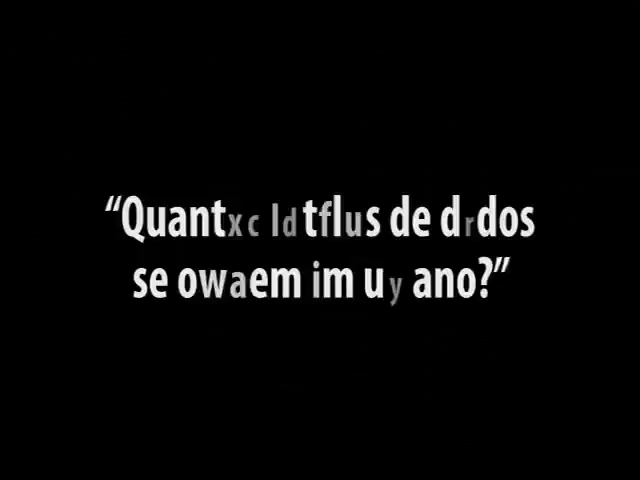 “Quantxc ldtflus de drdos
se owaem im uy ano?”